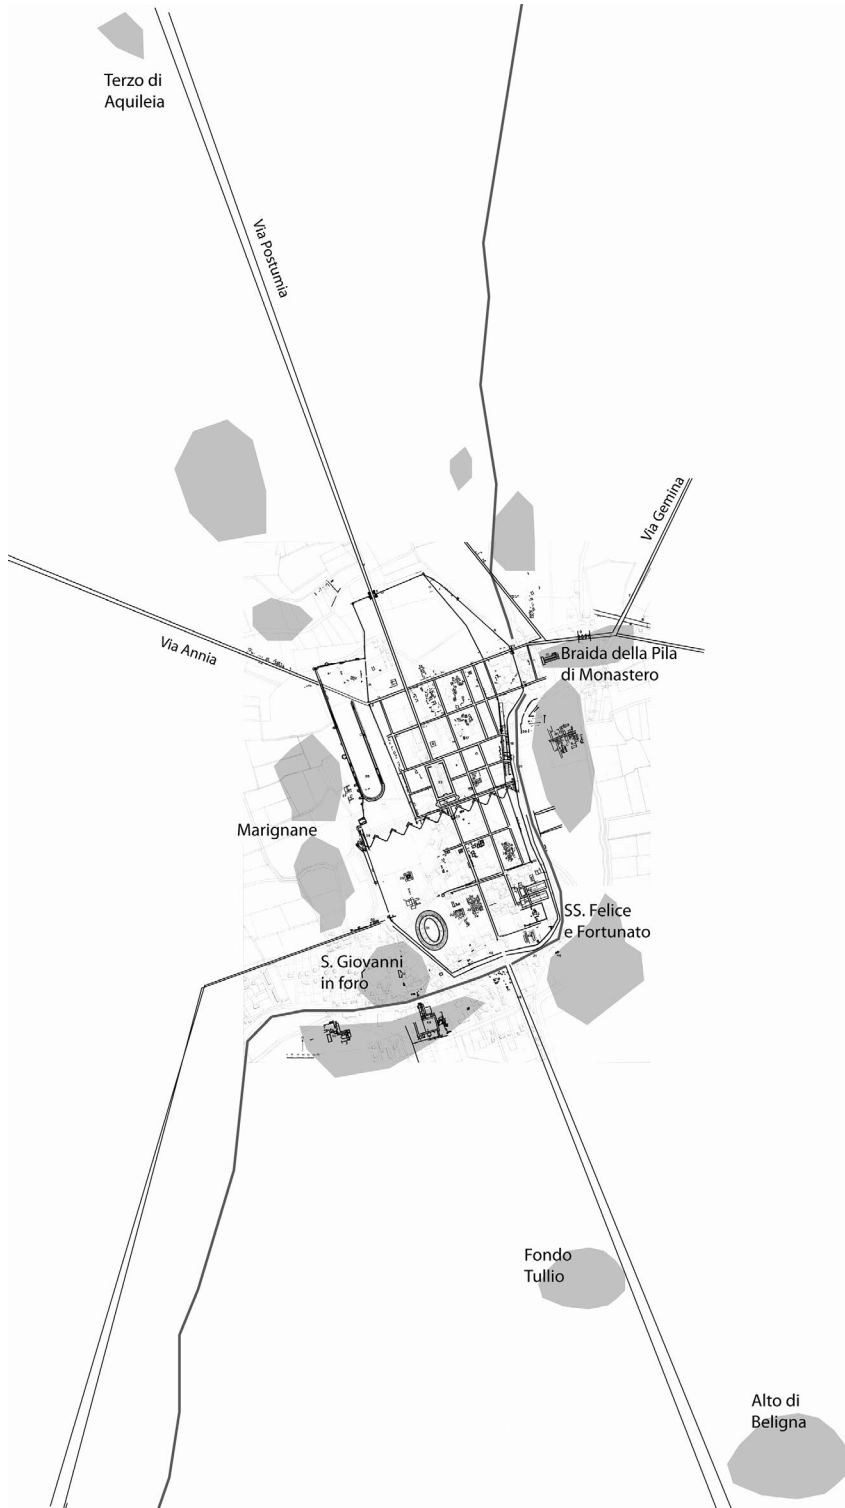 Terzo di
Aquileia
Via Postumia
Via Gemina
Via Annia
Braida della Pila
di Monastero
Marignane
SS. Felice
e Fortunato
S. Giovanni
in foro
Fondo
Tullio
Alto di
Beligna